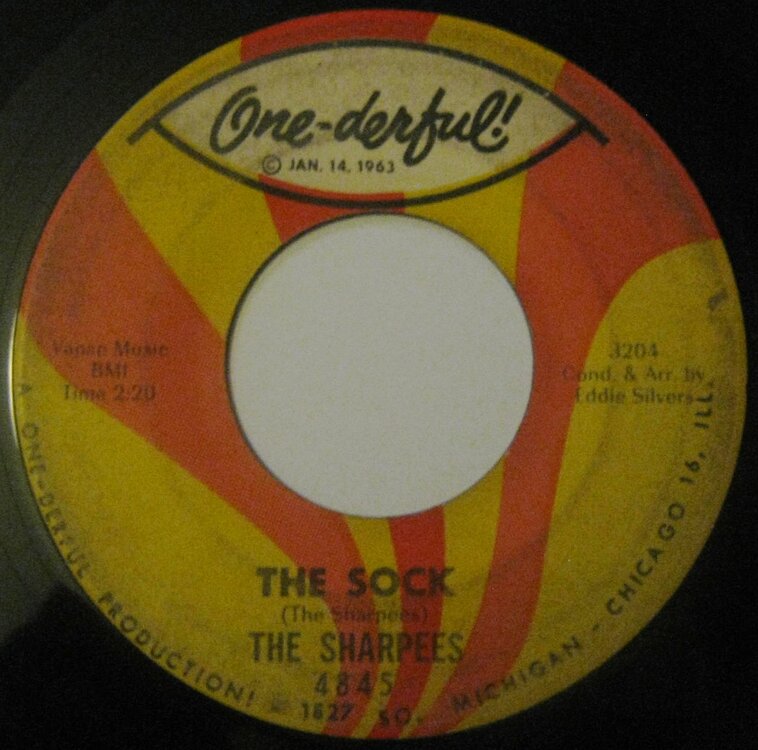 One-derful!
© JAN. 14, 1963
Vapac Music
BMI
Time 2:20
3204
Cond. & Arr. by
Eddie Silvers
THE SOCK
(The Sharpees)
THE SHARPEES
4845
A ONE-DERFUL PRODUCTION! - 1827 SO. MICHIGAN - CHICAGO 16, ILL.